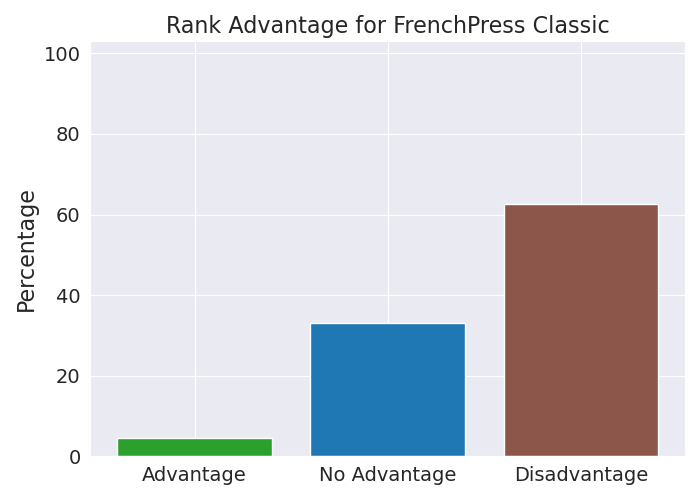 Rank Advantage for FrenchPress Classic
100
80
60
40
20
0
Percentage
Advantage
No Advantage
Disadvantage